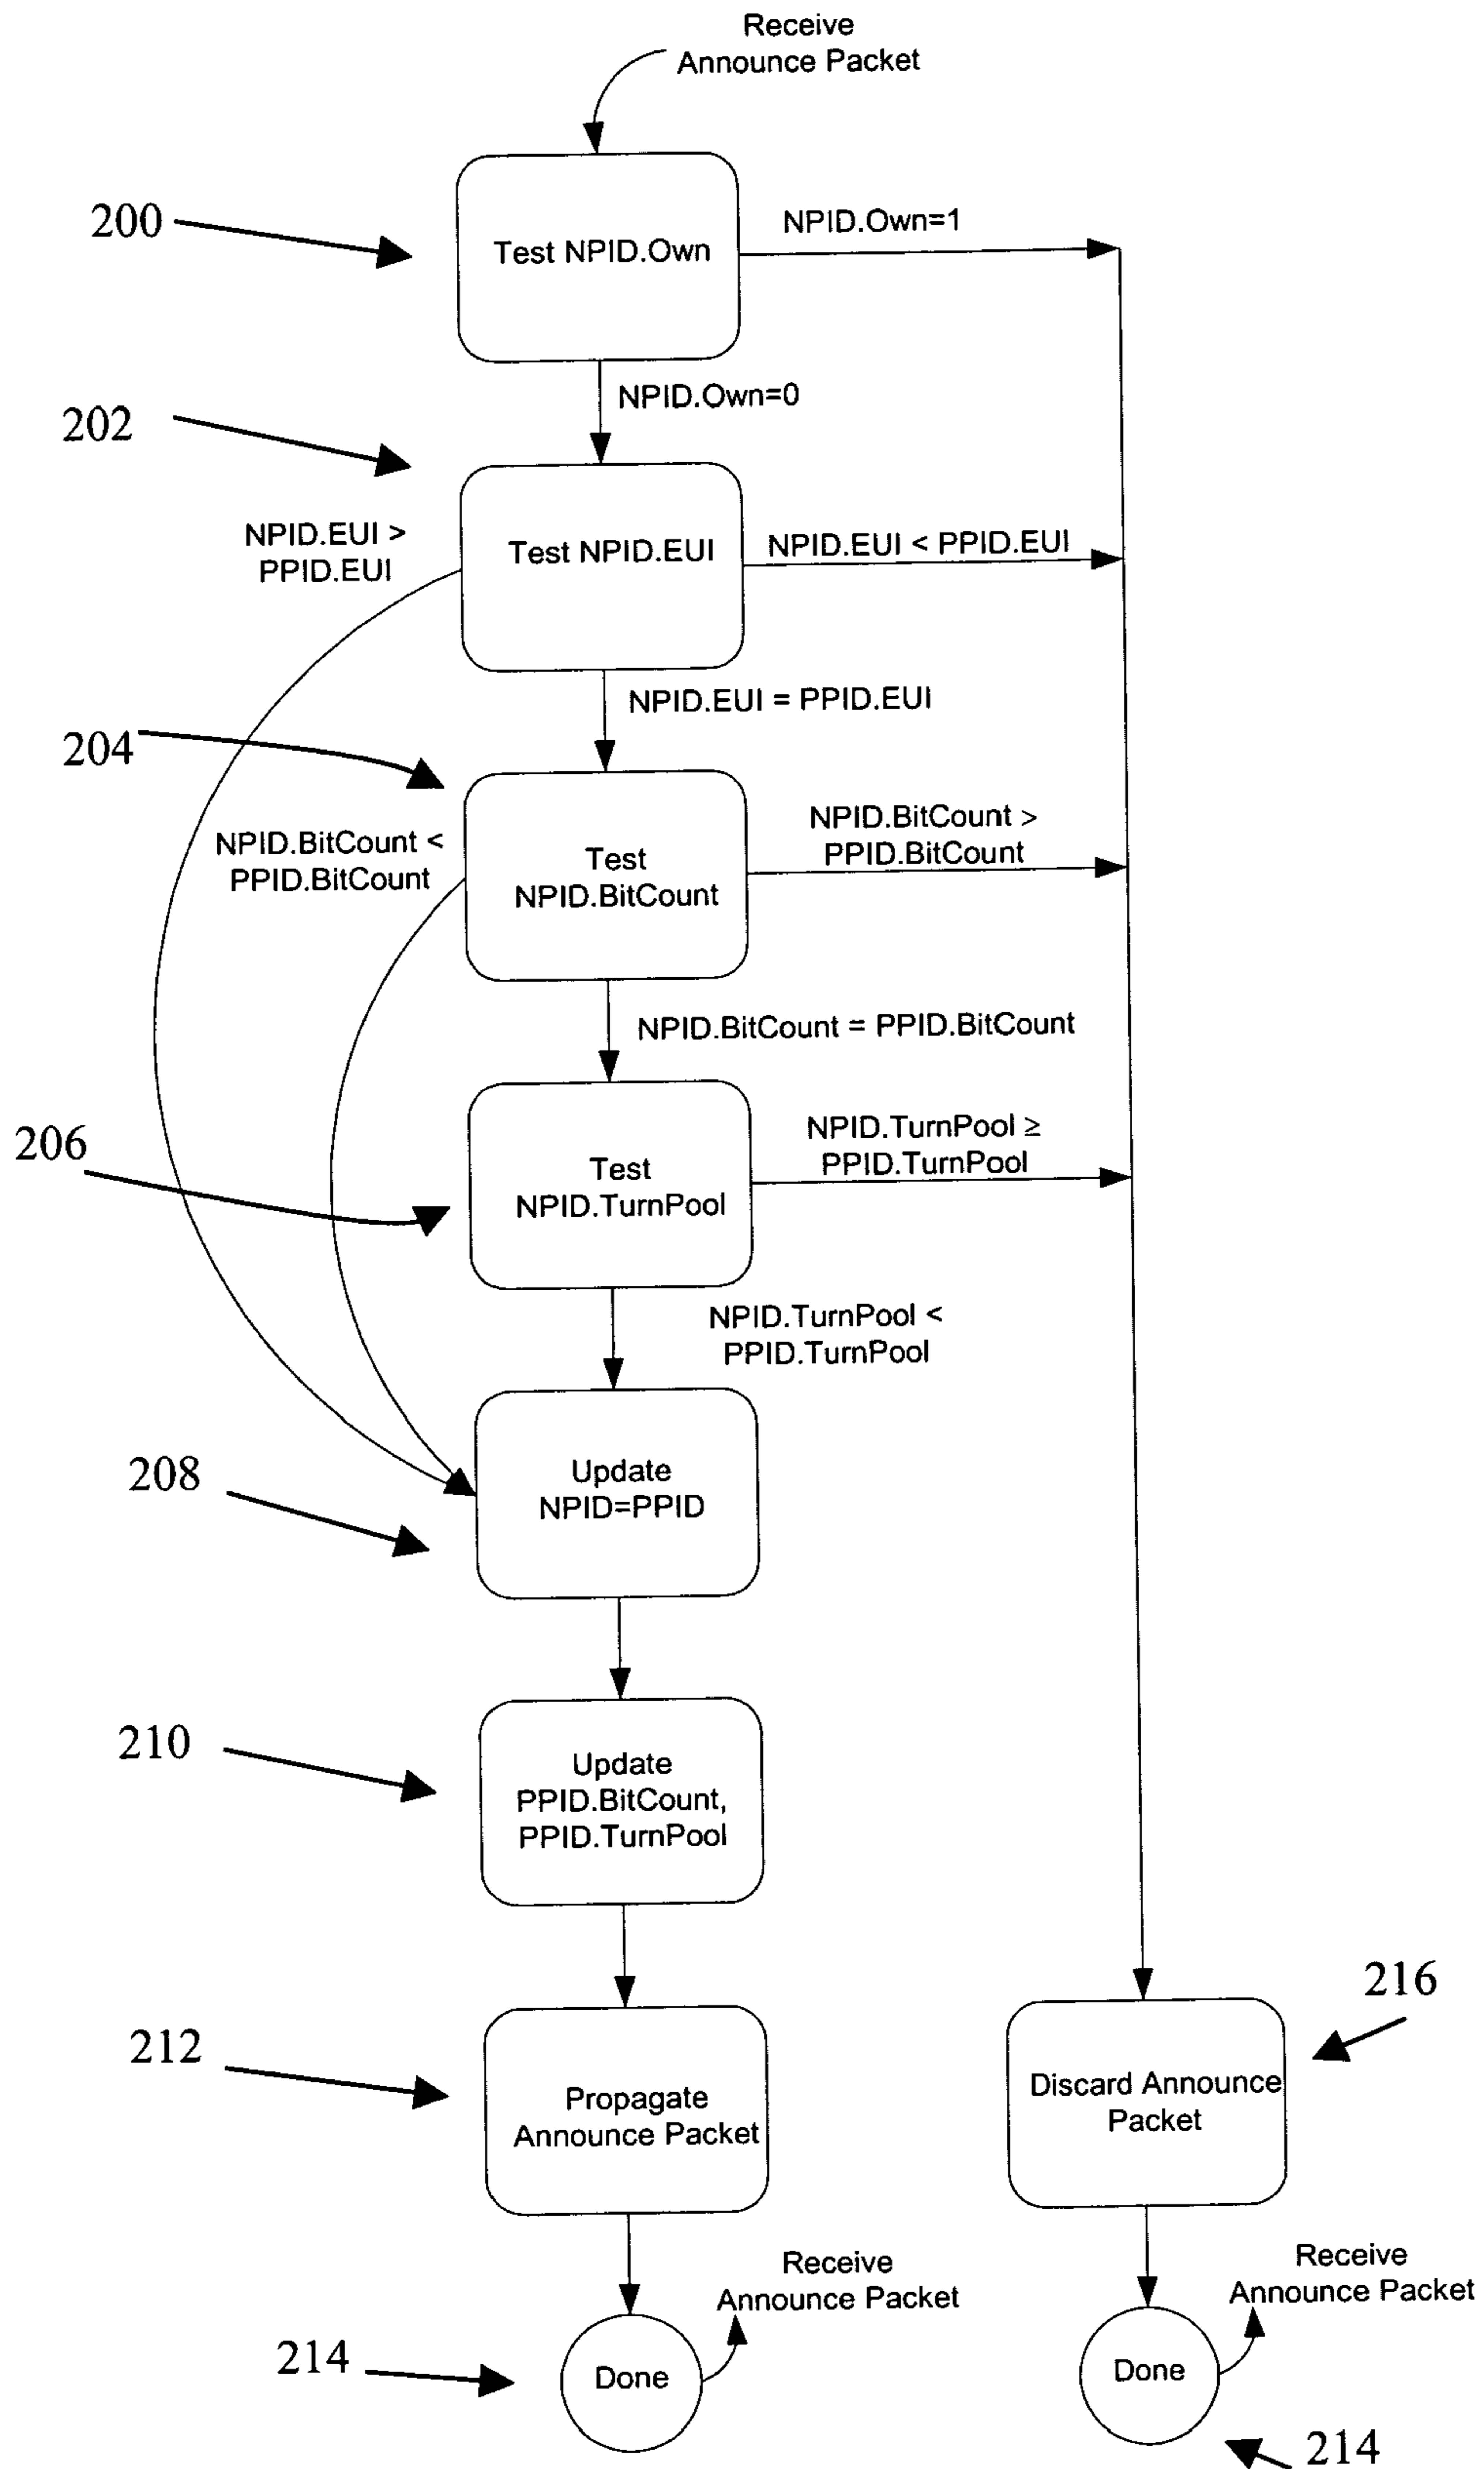 Receive
Announce Packet
200
Test NPID.Own
NPID.Own=1
NPID.Own=0
202
NPID.EUI >
PPID.EUI
Test NPID.EUI
NPID.EUI < PPID.EUI
NPID.EUI = PPID.EUI
204
NPID.BitCount <
PPID.BitCount
Test
NPID.BitCount
NPID.BitCount >
PPID.BitCount
NPID.BitCount = PPID.BitCount
206
Test
NPID.TurnPool
NPID.TurnPool ≥
PPID.TurnPool
NPID.TurnPool <
PPID.TurnPool
208
Update
NPID=PPID
210
Update
PPID.BitCount,
PPID.TurnPool
212
Propagate
Announce Packet
216
Discard Announce
Packet
214
Done
Receive
Announce Packet
Done
Receive
Announce Packet
214